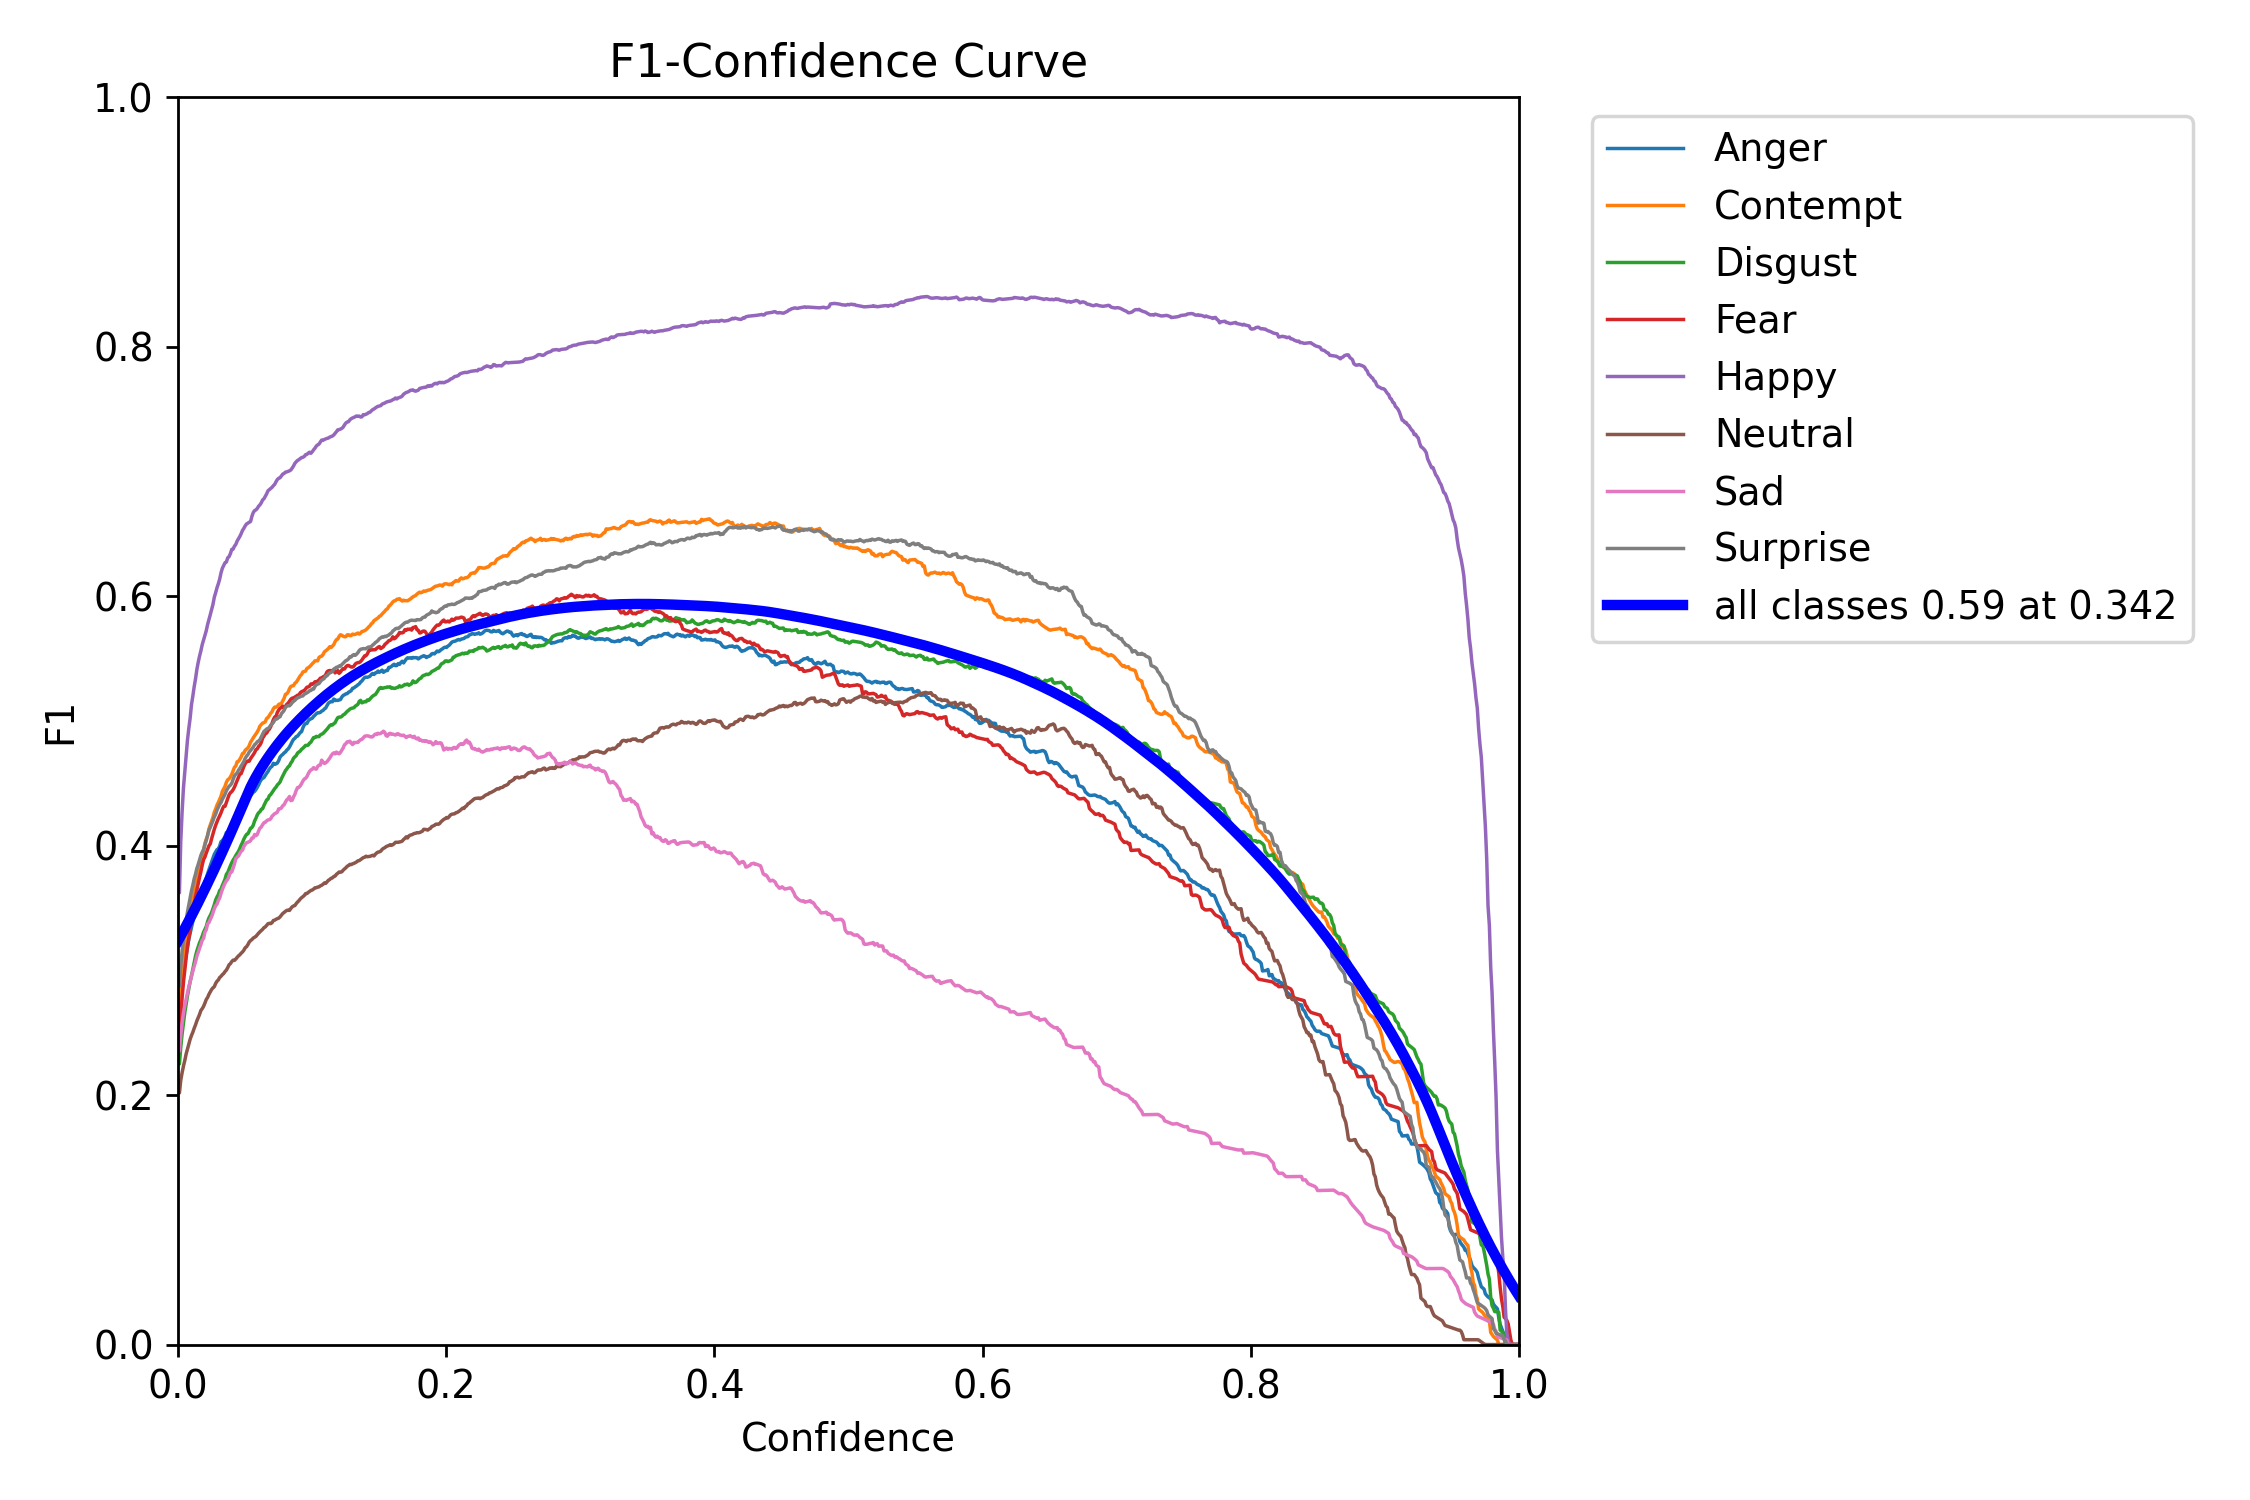 F1-Confidence Curve
1.0
0.8
0.6
0.4
0.2
0.0
F1
0.0 0.2 0.4 0.6 0.8 1.0
Confidence
Anger
Contempt
Disgust
Fear
Happy
Neutral
Sad
Surprise
all classes 0.59 at 0.342